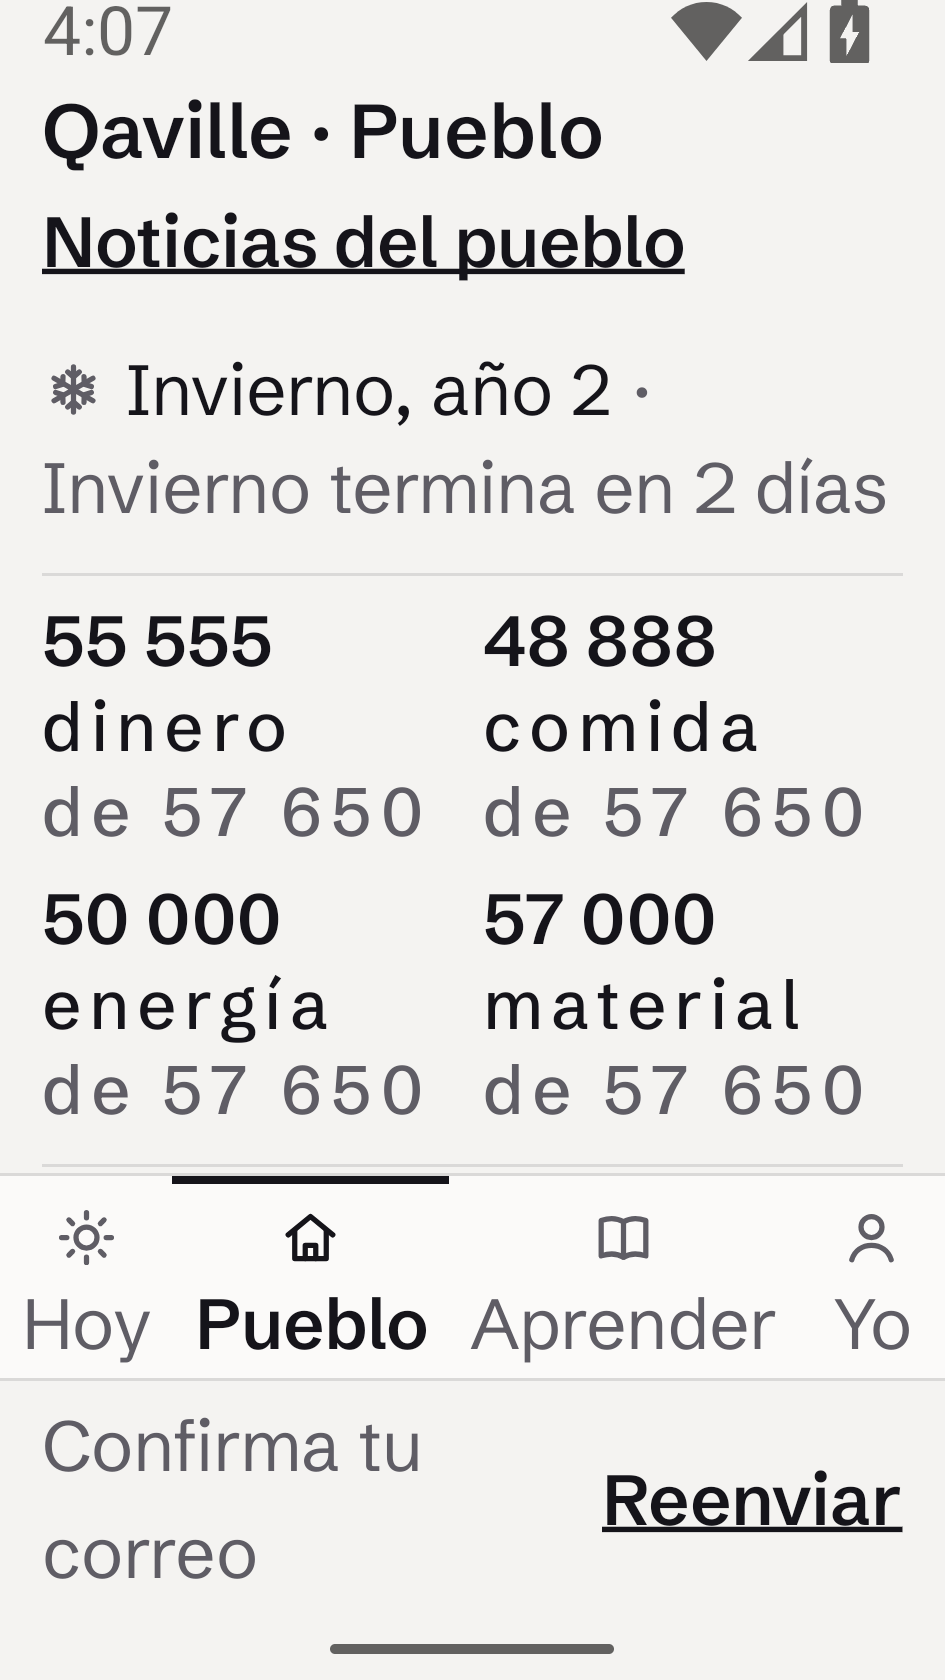 4:07
Qaville · Pueblo
Noticias del pueblo
Invierno, año 2 ·
Invierno termina en 2 días
55 555 48 888
dinero comida
de 57 650 de 57 650
50 000 57 000
energía material
de 57 650 de 57 650
Hoy Pueblo Aprender Yo
Confirma tu
correo
Reenviar